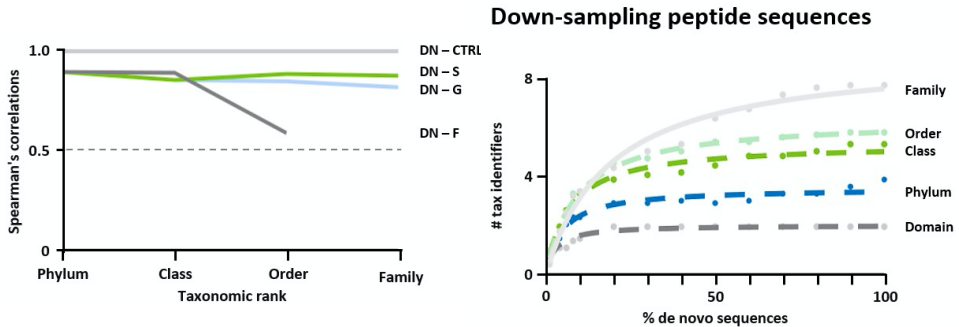 Down-sampling peptide sequences
Spearman's correlations
1.0
0.5
0
DN – CTRL
DN – S
DN – G
DN – F
Phylum
Class
Order
Family
Taxonomic rank
# tax identifiers
8
4
0
Family
Order
Class
Phylum
Domain
0
50
100
% de novo sequences